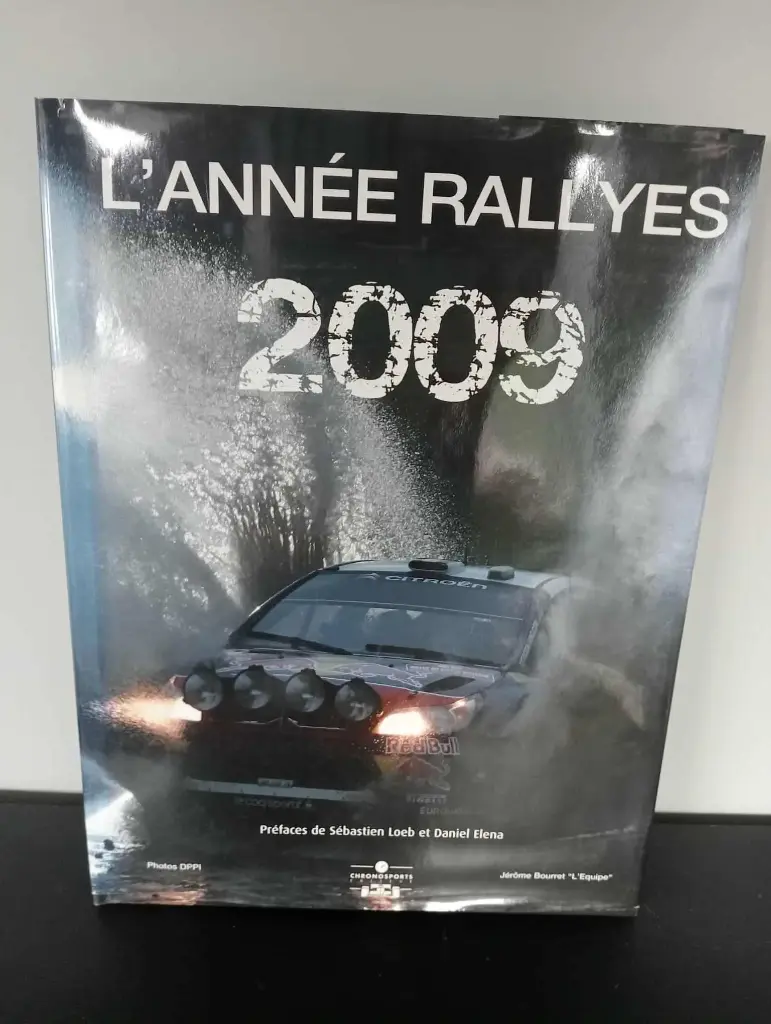 L'ANNÉE RALLYES
2009
CITROËN
Red Bull
Préfaces de Sébastien Loeb et Daniel Elena
Photos DPPI
CHRONOSPORTS
Jérôme Bourret "L'Equipe"